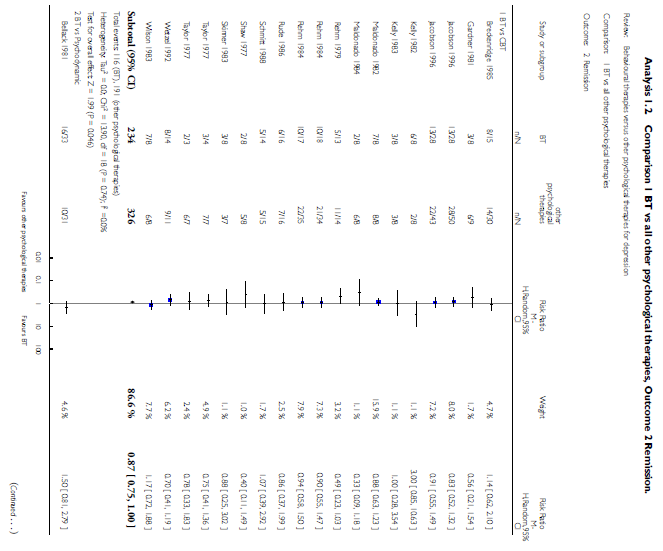 Analysis 1.2 Comparison 1 BT vs all other psychological therapies, Outcome 2 Remission.
Review: Behavioural therapies versus other psychological therapies for depression
Comparison: 1 BT vs all other psychological therapies
Outcome: 2 Remission
Study or subgroup BT other psychological therapies Risk Ratio Weight Risk Ratio
n/N n/N M-H,Random,95% CI M-H,Random,95% CI
1 BT vs CBT
Bredenridge 1985 8/15 14/30 4.7 % 1.14 [ 0.62, 2.10 ]
Gardner 1981 3/8 6/9 1.7 % 0.56 [ 0.21, 1.54 ]
Jacobson 1996 13/28 28/50 8.0 % 0.83 [ 0.52, 1.32 ]
Jacobson 1996 13/28 22/43 7.2 % 0.91 [ 0.55, 1.49 ]
Kelly 1982 6/8 2/8 1.1 % 3.00 [ 0.85, 10.63 ]
Kelly 1983 3/8 3/8 1.1 % 1.00 [ 0.28, 3.54 ]
Maldonado 1982 7/8 8/8 15.9 % 0.88 [ 0.63, 1.23 ]
Maldonado 1984 2/8 6/8 1.1 % 0.33 [ 0.09, 1.18 ]
Rehm 1979 5/13 11/14 3.2 % 0.49 [ 0.23, 1.03 ]
Rehm 1984 10/18 21/34 7.3 % 0.90 [ 0.55, 1.47 ]
Rehm 1984 10/17 22/35 7.9 % 0.94 [ 0.58, 1.50 ]
Rude 1986 6/16 7/16 2.5 % 0.86 [ 0.37, 1.99 ]
Schmitt 1988 5/14 5/15 1.7 % 1.07 [ 0.39, 2.92 ]
Shaw 1977 2/8 5/8 1.0 % 0.40 [ 0.11, 1.49 ]
Skinner 1983 3/8 3/7 1.1 % 0.88 [ 0.25, 3.02 ]
Taylor 1977 3/4 7/7 4.9 % 0.75 [ 0.41, 1.36 ]
Taylor 1977 2/3 6/7 2.4 % 0.78 [ 0.33, 1.83 ]
Wetzel 1992 8/14 9/11 6.2 % 0.70 [ 0.41, 1.19 ]
Wilson 1983 7/8 6/8 7.7 % 1.17 [ 0.72, 1.88 ]
Subtotal (95% CI) 234 326 86.6 % 0.87 [ 0.75, 1.00 ]
Total events: 116 (BT), 191 (other psychological therapies)
Heterogeneity: Tau² = 0.0; Chi² = 13.90, df = 18 (P = 0.74); I² =0.0%
Test for overall effect: Z = 1.99 (P = 0.046)
2 BT vs Psychodynamic
Bellack 1981 16/33 10/31 4.6 % 1.50 [ 0.81, 2.79 ]
0.01 0.1 1 10 100
Favours other psychological therapies Favours BT
(Continued . . . )